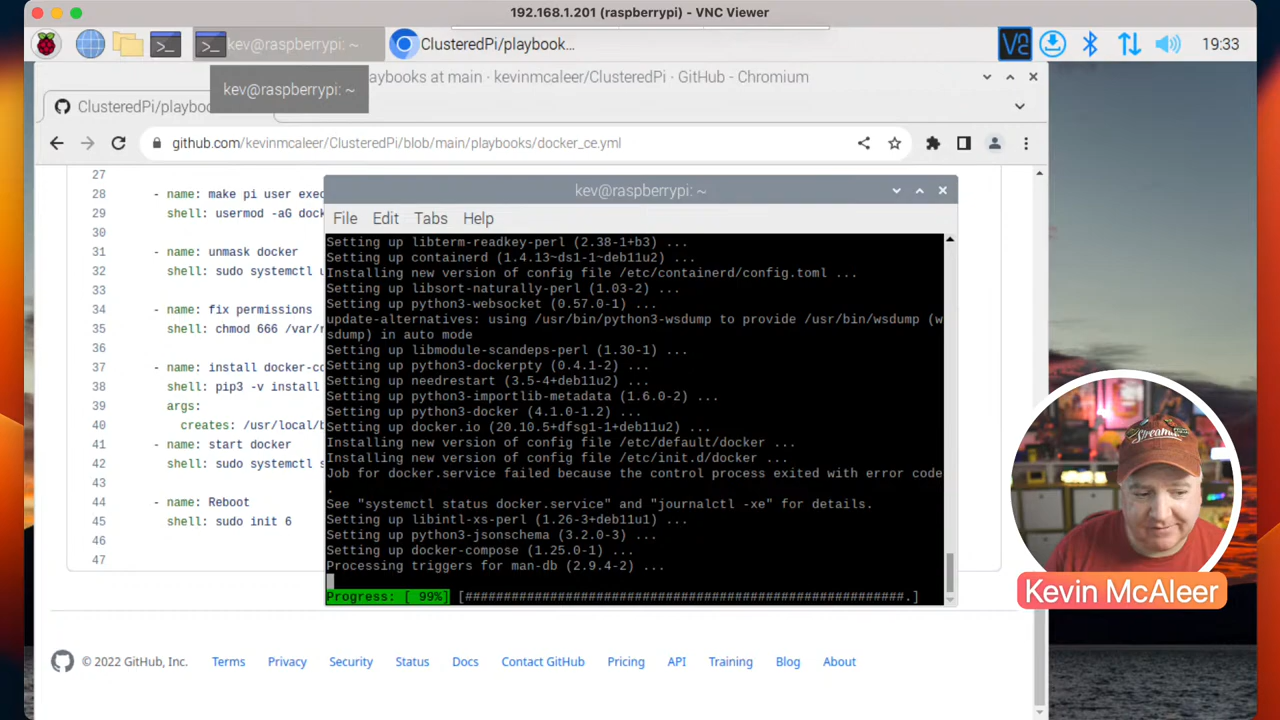 192.168.1.201 (raspberrypi) - VNC Viewer
kev@raspberrypi: ~
ClusteredPi/playbook...
19:33
kev@raspberrypi: ~
aybooks at main · kevinmcaleer/ClusteredPi · GitHub - Chromium
ClusteredPi/playboo
github.com/kevinmcaleer/ClusteredPi/blob/main/playbooks/docker_ce.yml
27
28 - name: make pi user exec
29 shell: usermod -aG dock
30
31 - name: unmask docker
32 shell: sudo systemctl u
33
34 - name: fix permissions
35 shell: chmod 666 /var/r
36
37 - name: install docker-co
38 shell: pip3 -v install
39 args:
40 creates: /usr/local/b
41 - name: start docker
42 shell: sudo systemctl s
43
44 - name: Reboot
45 shell: sudo init 6
46
47
kev@raspberrypi: ~
File Edit Tabs Help
Setting up libterm-readkey-perl (2.38-1+b3) ...
Setting up containerd (1.4.13~ds1-1~deb11u2) ...
Installing new version of config file /etc/containerd/config.toml ...
Setting up libsort-naturally-perl (1.03-2) ...
Setting up python3-websocket (0.57.0-1) ...
update-alternatives: using /usr/bin/python3-wsdump to provide /usr/bin/wsdump (w
sdump) in auto mode
Setting up libmodule-scandeps-perl (1.30-1) ...
Setting up python3-dockerpty (0.4.1-2) ...
Setting up needrestart (3.5-4+deb11u2) ...
Setting up python3-importlib-metadata (1.6.0-2) ...
Setting up python3-docker (4.1.0-1.2) ...
Setting up docker.io (20.10.5+dfsg1-1+deb11u2) ...
Installing new version of config file /etc/default/docker ...
Installing new version of config file /etc/init.d/docker ...
Job for docker.service failed because the control process exited with error code
.
See "systemctl status docker.service" and "journalctl -xe" for details.
Setting up libintl-xs-perl (1.26-3+deb11u1) ...
Setting up python3-jsonschema (3.2.0-3) ...
Setting up docker-compose (1.25.0-1) ...
Processing triggers for man-db (2.9.4-2) ...
Progress: [ 99%] [##########################################################.]
Streams
Kevin McAleer
© 2022 GitHub, Inc. Terms Privacy Security Status Docs Contact GitHub Pricing API Training Blog About